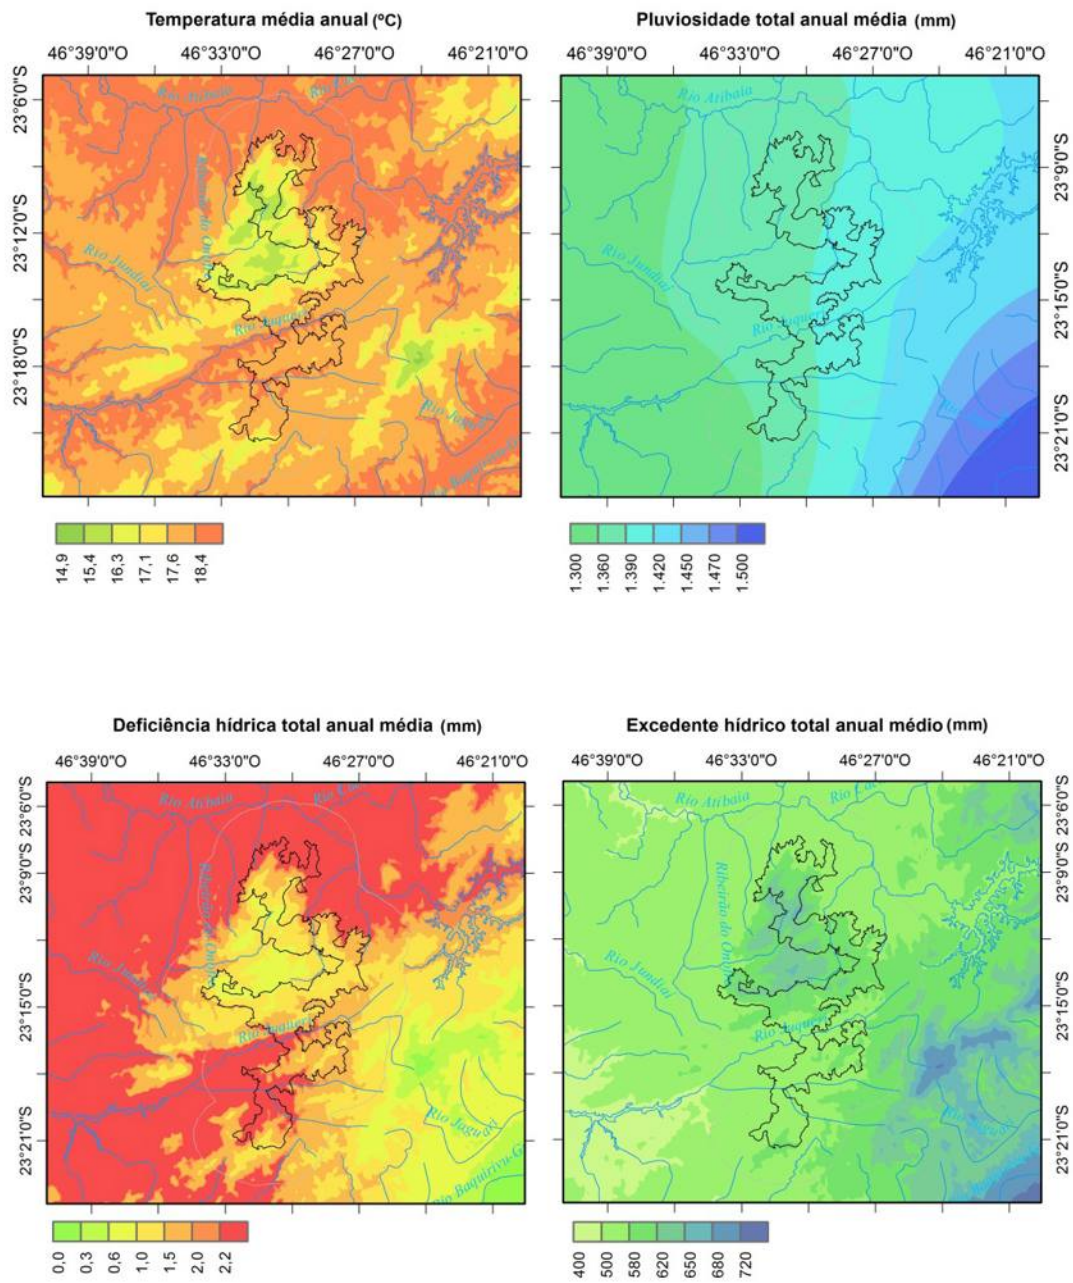 Temperatura média anual (ºC)
Pluviosidade total anual média (mm)
46°39'0"O 46°33'0"O 46°27'0"O 46°21'0"O
46°39'0"O 46°33'0"O 46°27'0"O 46°21'0"O
23°6'0"S
23°12'0"S
23°18'0"S
Rio Atibaia
Rio Jundiaí
Rio Juqueri
Rio Atibaia
Rio Jundiaí
Rio Juqueri
23°9'0"S
23°15'0"S
23°21'0"S
14,9 15,4 16,3 17,1 17,6 18,4
1.300 1.360 1.390 1.420 1.450 1.470 1.500
Deficiência hídrica total anual média (mm)
Excedente hídrico total anual médio (mm)
46°39'0"O 46°33'0"O 46°27'0"O 46°21'0"O
46°39'0"O 46°33'0"O 46°27'0"O 46°21'0"O
23°6'0"S
23°9'0"S
23°15'0"S
23°21'0"S
Rio Atibaia
Rio Jaguari
Rio Baquirivu-G
Rio Atibaia
Ribeirão do Onofre
Rio Jundiaí
Rio Juqueri
23°6'0"S
23°9'0"S
23°15'0"S
23°21'0"S
0,0 0,3 0,6 1,0 1,5 2,0 2,2
400 500 580 620 650 680 720